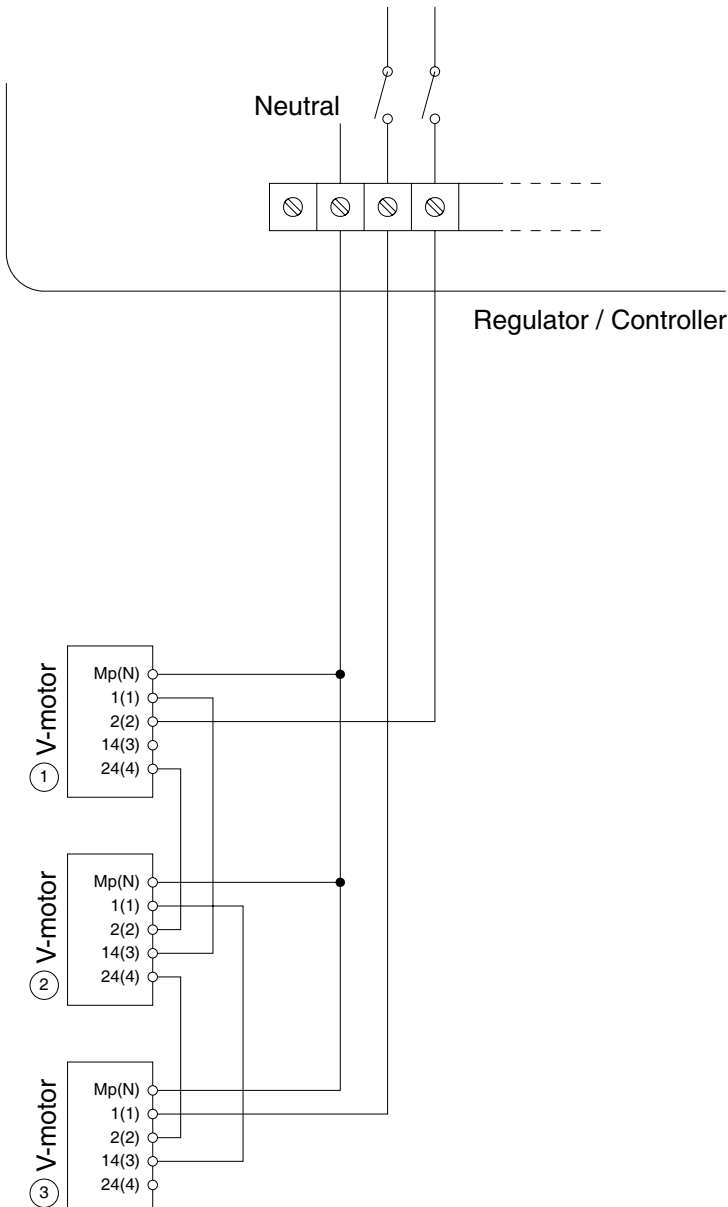 Neutral
Regulator / Controller
1 V-motor
Mp(N)
1(1)
2(2)
14(3)
24(4)
2 V-motor
Mp(N)
1(1)
2(2)
14(3)
24(4)
3 V-motor
Mp(N)
1(1)
2(2)
14(3)
24(4)